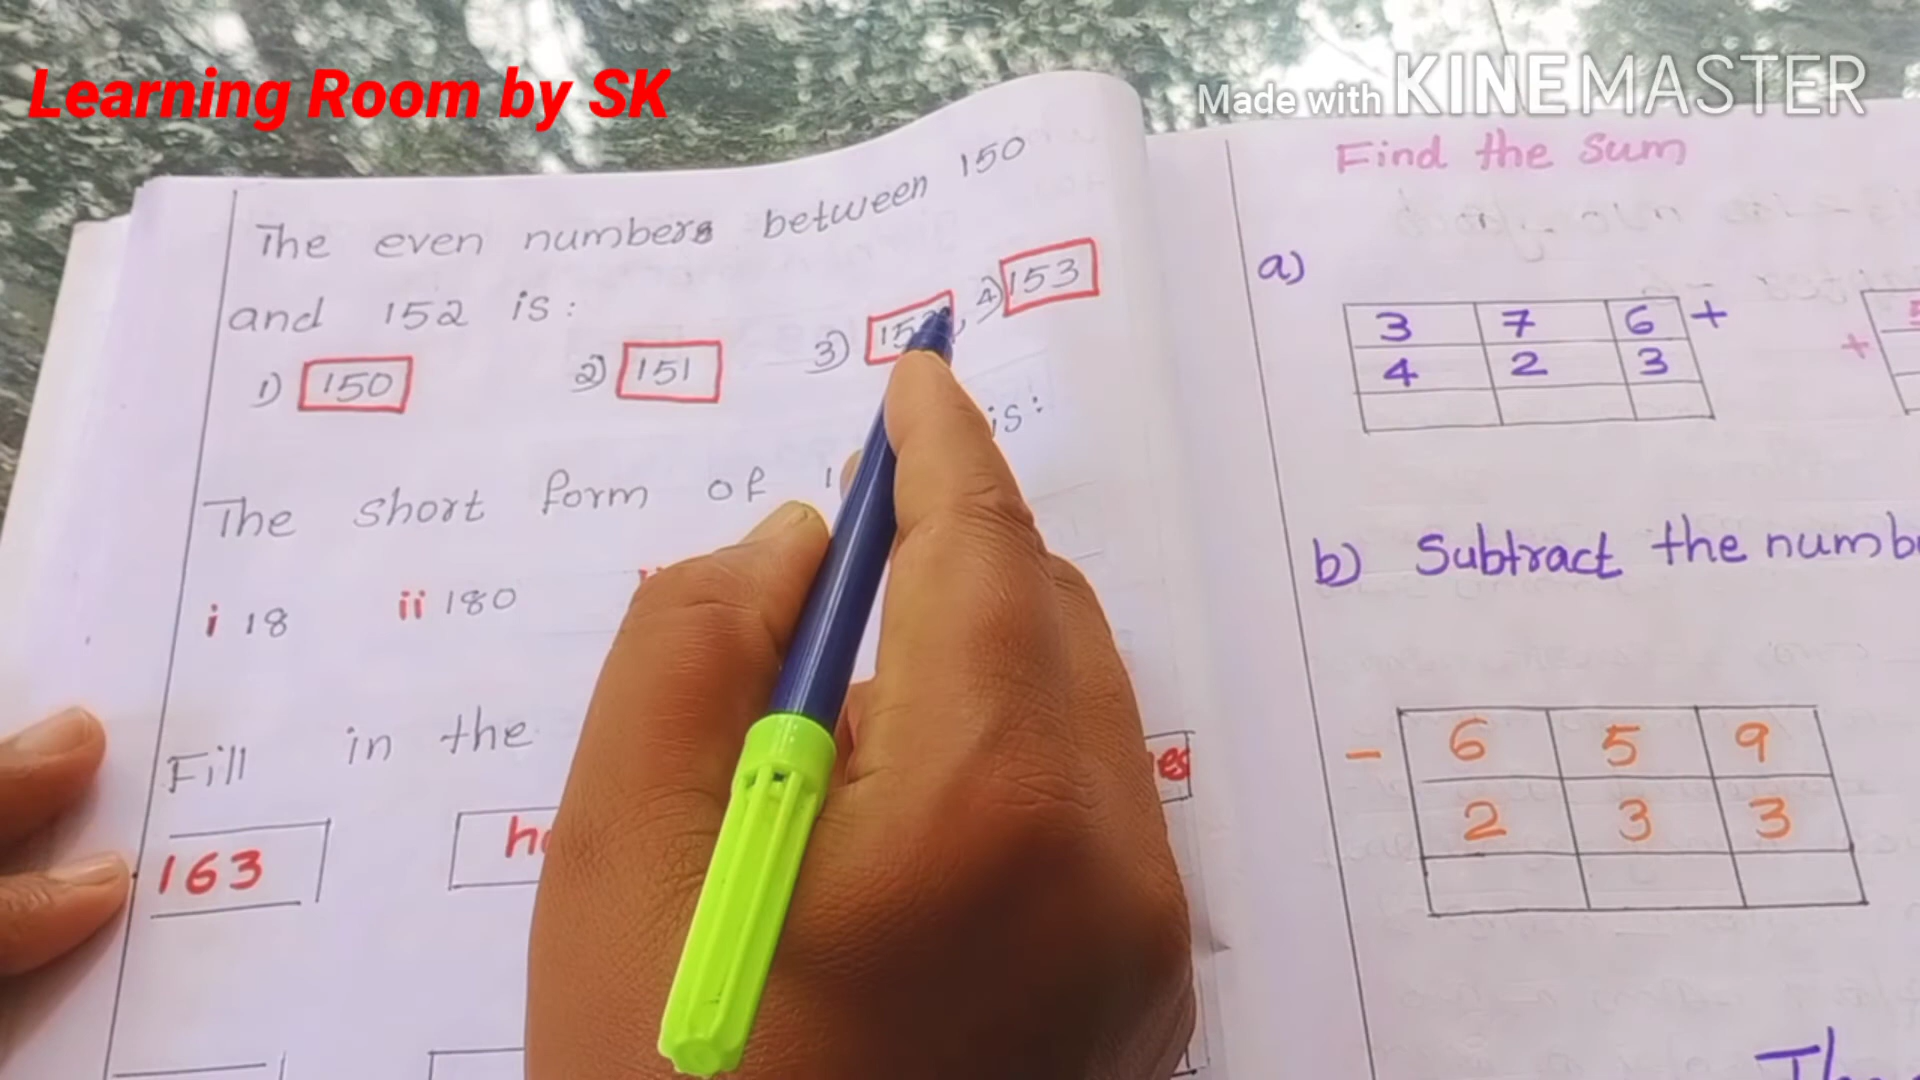 Learning Room by SK
Made with KINEMASTER
The even numbers between 150
and 152 is:
1) 150 2) 151 3) 4) 153
The short form of is:
i 18 ii 180
Fill in the
163
Find the sum
a)
3 7 6 +
4 2 3
+
b) Subtract the
- 6 5 9
2 3 3